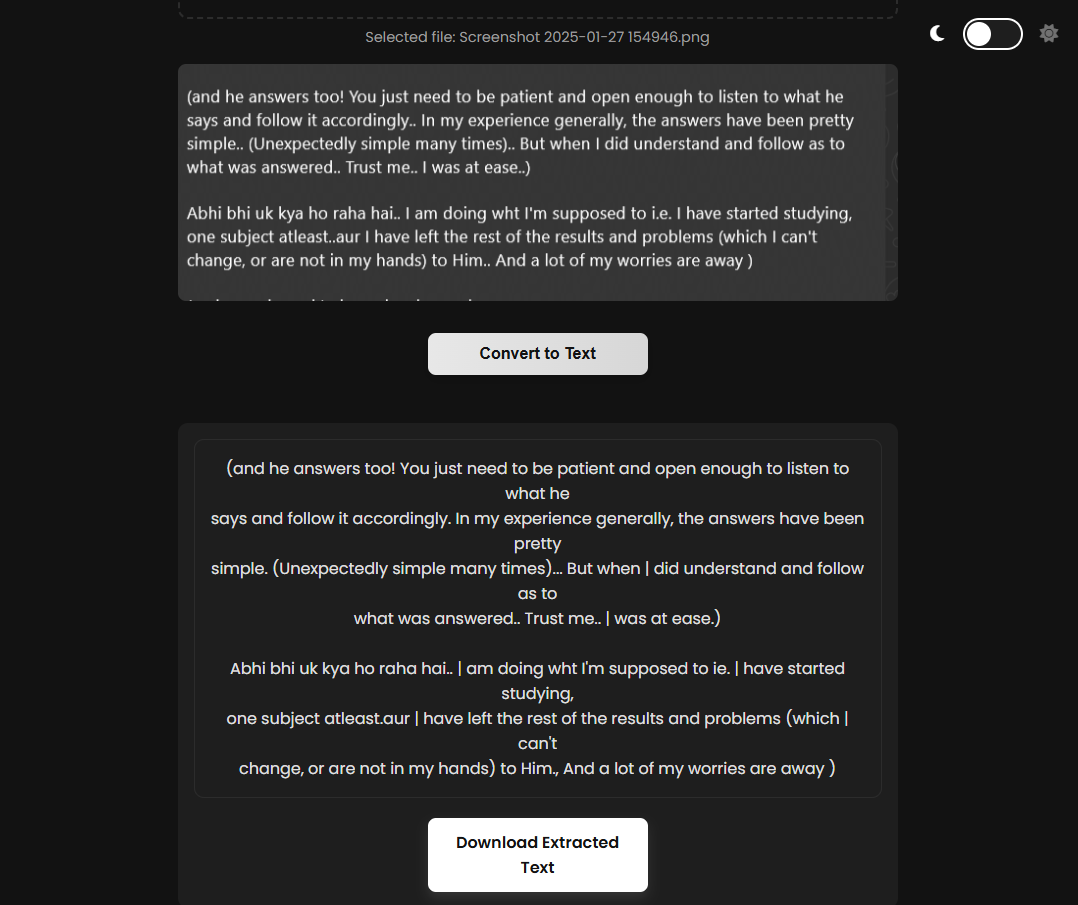 Selected file: Screenshot 2025-01-27 154946.png
(and he answers too! You just need to be patient and open enough to listen to what he
says and follow it accordingly.. In my experience generally, the answers have been pretty
simple.. (Unexpectedly simple many times).. But when I did understand and follow as to
what was answered.. Trust me.. I was at ease..)
Abhi bhi uk kya ho raha hai.. I am doing wht I'm supposed to i.e. I have started studying,
one subject atleast..aur I have left the rest of the results and problems (which I can't
change, or are not in my hands) to Him.. And a lot of my worries are away )
Convert to Text
(and he answers too! You just need to be patient and open enough to listen to
what he
says and follow it accordingly. In my experience generally, the answers have been
pretty
simple. (Unexpectedly simple many times)... But when | did understand and follow
as to
what was answered.. Trust me.. | was at ease.)
Abhi bhi uk kya ho raha hai.. | am doing wht I'm supposed to ie. | have started
studying,
one subject atleast.aur | have left the rest of the results and problems (which |
can't
change, or are not in my hands) to Him., And a lot of my worries are away )
Download Extracted
Text